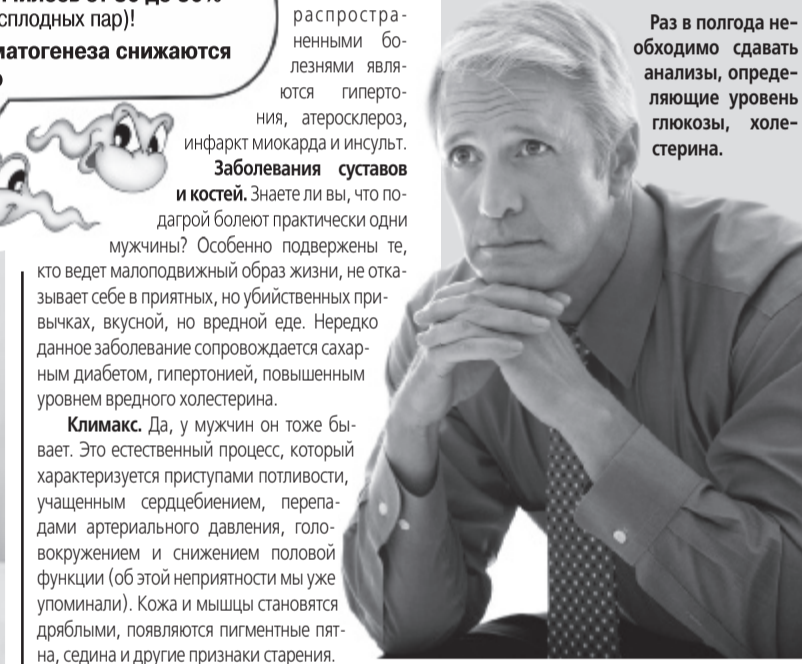 сплодных пар)!
матогенеза снижаются
распростра-
ненными бо-
лезнями явля-
ются гиперто-
ния, атеросклероз,
инфаркт миокарда и инсульт.
Заболевания суставов
и костей. Знаете ли вы, что по-
дагрой болеют практически одни
мужчины? Особенно подвержены те,
кто ведет малоподвижный образ жизни, не отка-
зывает себе в приятных, но убийственных при-
вычках, вкусной, но вредной еде. Нередко
данное заболевание сопровождается сахар-
ным диабетом, гипертонией, повышенным
уровнем вредного холестерина.
Климакс. Да, у мужчин он тоже бы-
вает. Это естественный процесс, который
характеризуется приступами потливости,
учащенным сердцебиением, перепа-
дами артериального давления, голо-
вокружением и снижением половой
функции (об этой неприятности мы уже
упоминали). Кожа и мышцы становятся
дряблыми, появляются пигментные пят-
на, седина и другие признаки старения.
Раз в полгода не-
обходимо сдавать
анализы, опреде-
ляющие уровень
глюкозы, холе-
стерина.